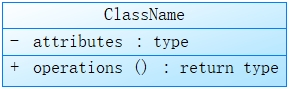 ClassName
- attributes : type
+ operations () : return type